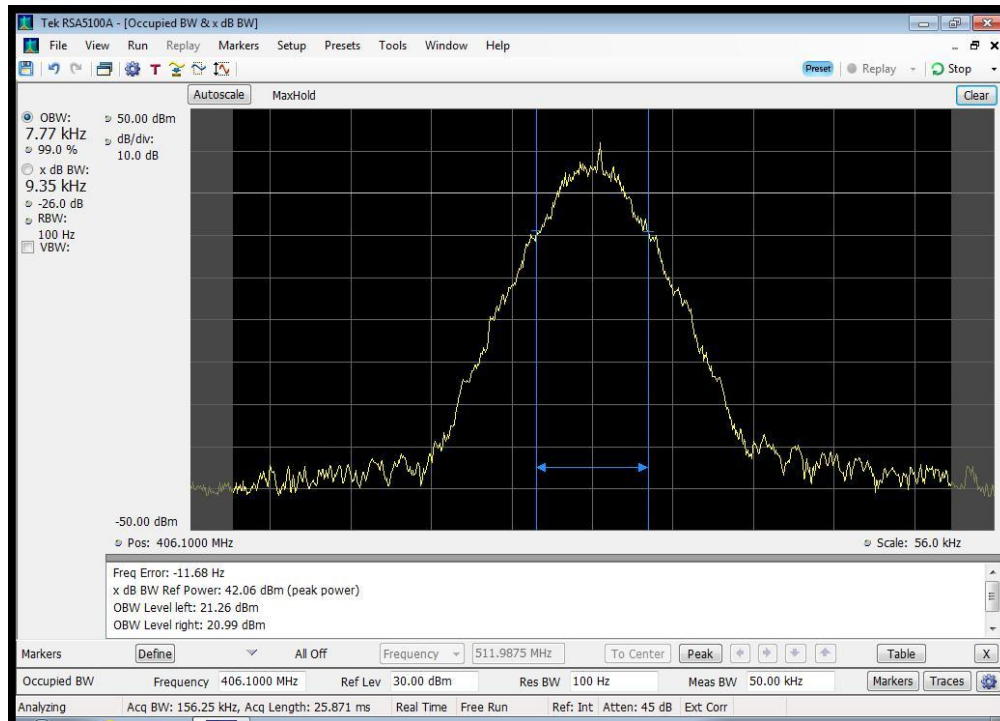 Tek RSA5100A - [Occupied BW & x dB BW]
File View Run Replay Markers Setup Presets Tools Window Help
T Preset Replay Stop
Autoscale MaxHold Clear
OBW:
7.77 kHz
99.0 %
x dB BW:
9.35 kHz
-26.0 dB
RBW:
100 Hz
VBW:
50.00 dBm
dB/div:
10.0 dB
-50.00 dBm
Pos: 406.1000 MHz Scale: 56.0 kHz
Freq Error: -11.68 Hz
x dB BW Ref Power: 42.06 dBm (peak power)
OBW Level left: 21.26 dBm
OBW Level right: 20.99 dBm
Markers Define All Off Frequency 511.9875 MHz To Center Peak Table X
Occupied BW Frequency 406.1000 MHz Ref Lev 30.00 dBm Res BW 100 Hz Meas BW 50.00 kHz Markers Traces
Analyzing Acq BW: 156.25 kHz, Acq Length: 25.871 ms Real Time Free Run Ref: Int Atten: 45 dB Ext Corr